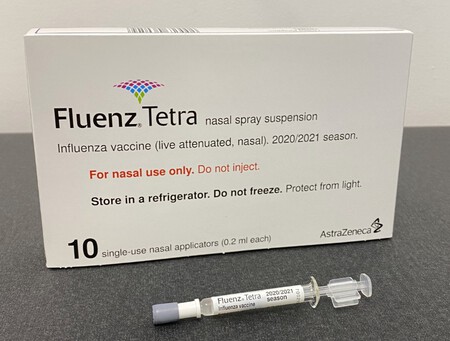 Fluenz® Tetra nasal spray suspension
Influenza vaccine (live attenuated, nasal). 2020/2021 season.
For nasal use only. Do not inject.
Store in a refrigerator. Do not freeze. Protect from light.
10 single-use nasal applicators (0.2 ml each)
AstraZeneca
Fluenz® Tetra 2020/2021
Influenza vaccine season